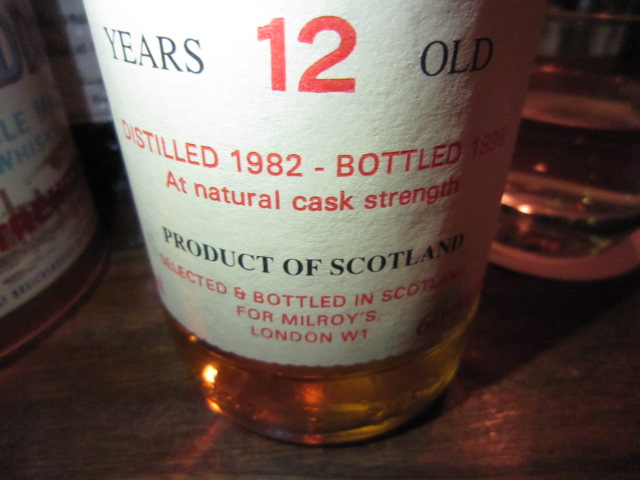 YEARS 12 OLD
DISTILLED 1982 - BOTTLED
At natural cask strength
PRODUCT OF SCOTLAND
SELECTED & BOTTLED IN SCOTLAND
FOR MILROY'S,
LONDON W1